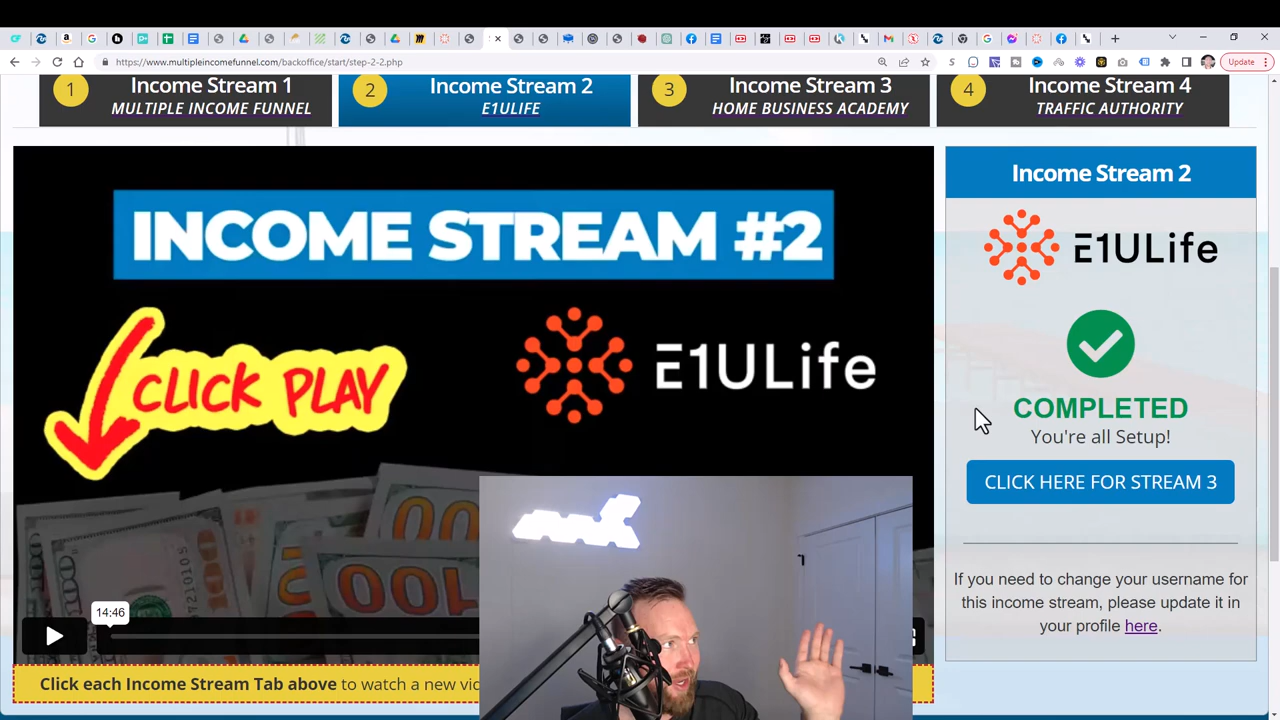 Update
https://www.multipleincomefunnel.com/backoffice/start/step-2-2.php
1 Income Stream 1
MULTIPLE INCOME FUNNEL
2 Income Stream 2
E1ULIFE
3 Income Stream 3
HOME BUSINESS ACADEMY
4 Income Stream 4
TRAFFIC AUTHORITY
INCOME STREAM #2
CLICK PLAY
E1ULife
100
100
100
14:46
Click each Income Stream Tab above to watch a new
Income Stream 2
E1ULife
COMPLETED
You're all Setup!
CLICK HERE FOR STREAM 3
If you need to change your username for
this income stream, please update it in
your profile here.